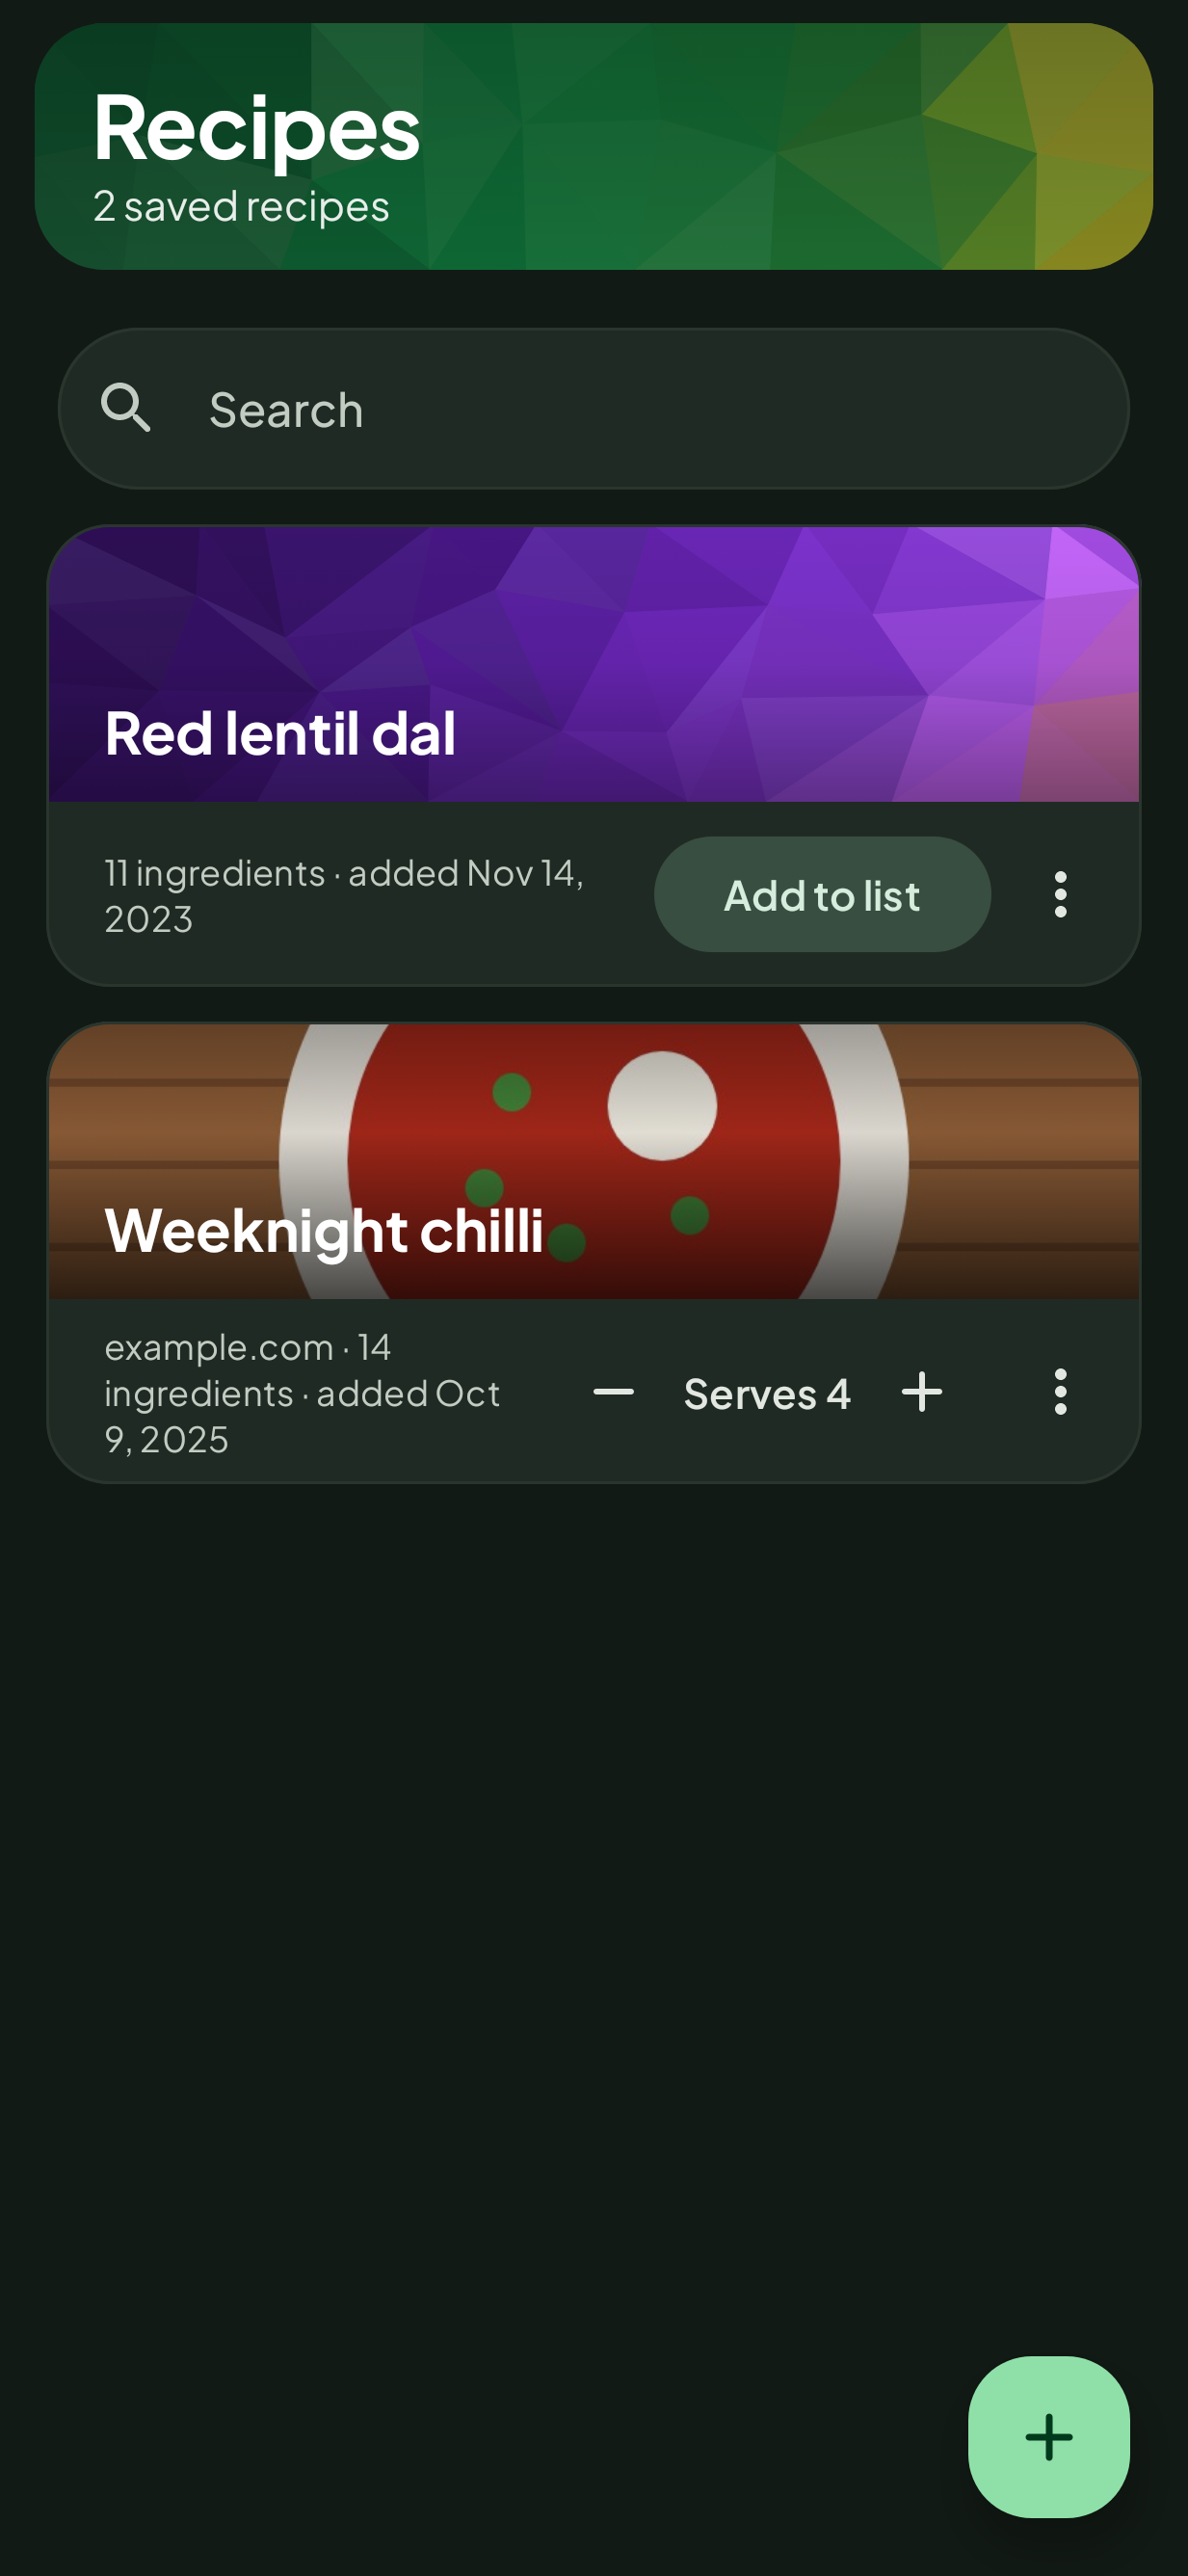 Recipes
2 saved recipes
Search
Red lentil dal
11 ingredients · added Nov 14,
2023
Add to list
Weeknight chilli
example.com · 14
ingredients · added Oct
9, 2025
Serves 4